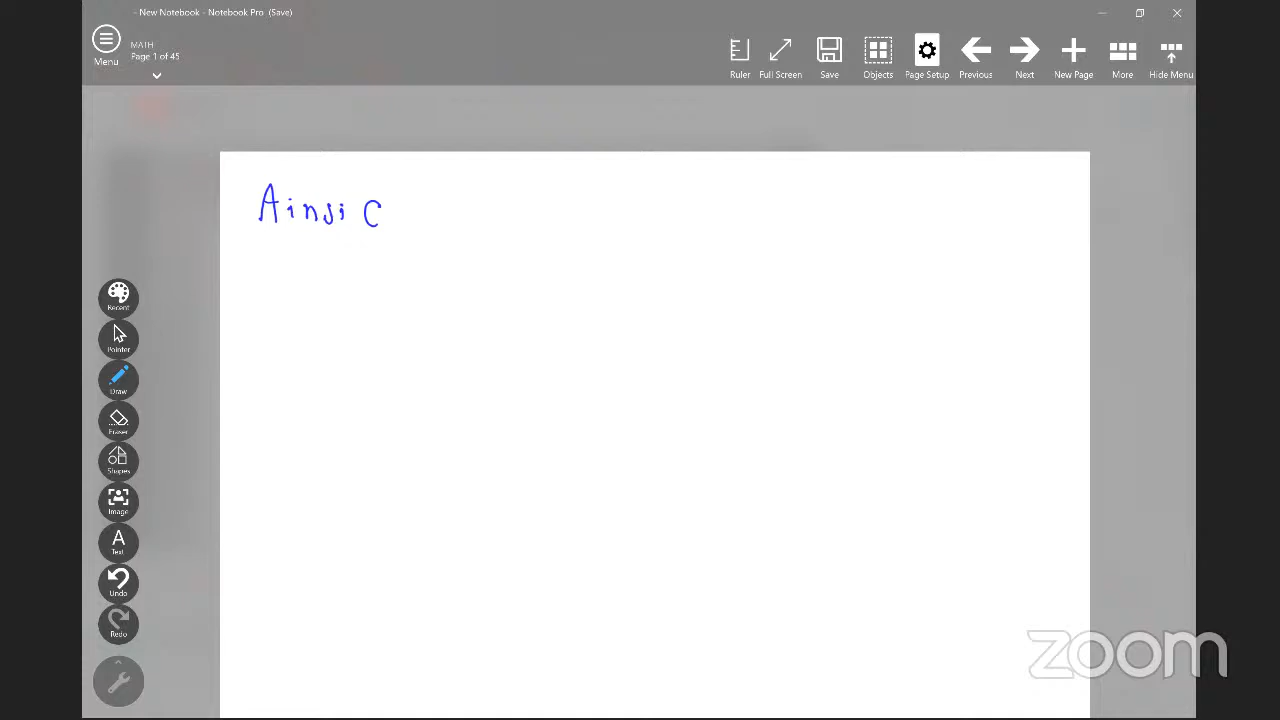 - New Notebook - Notebook Pro (Save)
Menu
MATH
Page 1 of 45
Ruler
Full Screen
Save
Objects
Page Setup
Previous
Next
New Page
More
Hide Menu
Ainsi C
Recent
Pointer
Draw
Eraser
Shapes
Image
A
Text
Undo
Redo
zoom